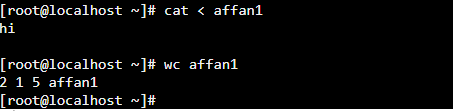 [root@localhost ~]# cat < affan1
hi
[root@localhost ~]# wc affan1
2 1 5 affan1
[root@localhost ~]#